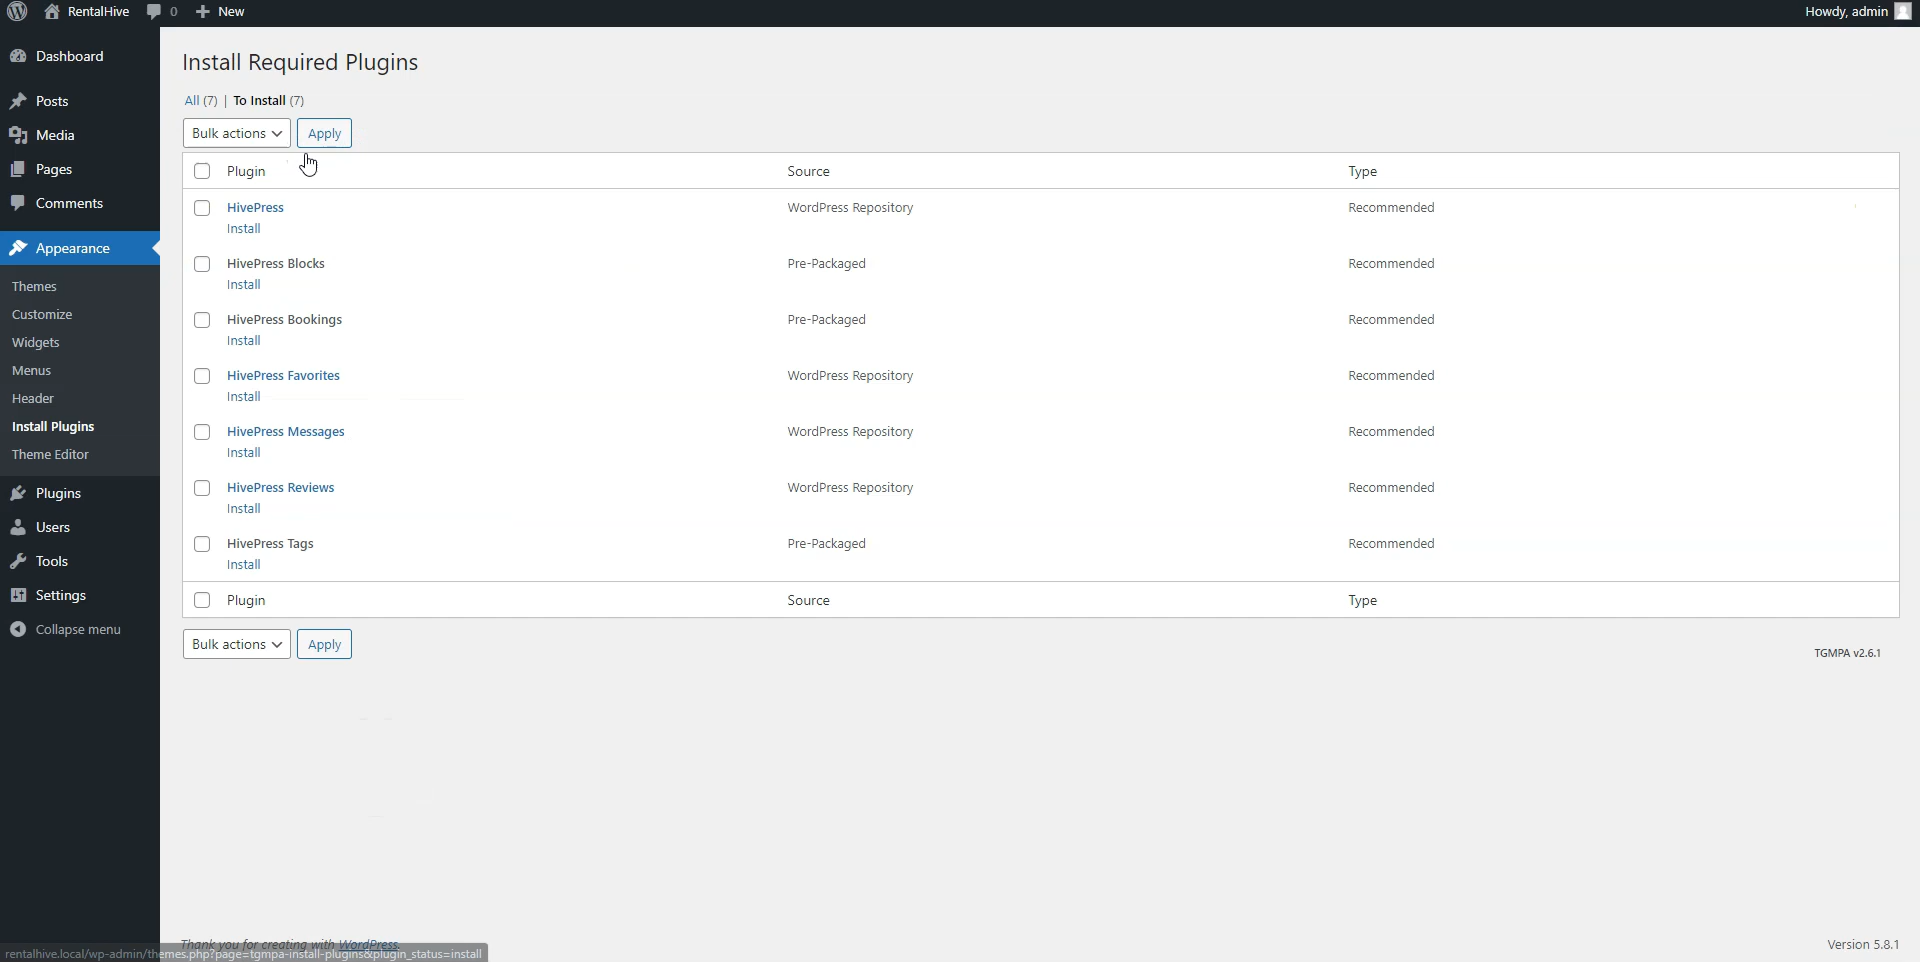 RentalHive 0 New Howdy, admin
Dashboard
Posts
Media
Pages
Comments
Appearance
Themes
Customize
Widgets
Menus
Header
Install Plugins
Theme Editor
Plugins
Users
Tools
Settings
Collapse menu
Install Required Plugins
All (7) | To Install (7)
Bulk actions Apply
Plugin Source Type
HivePress WordPress Repository Recommended
Install
HivePress Blocks Pre-Packaged Recommended
Install
HivePress Bookings Pre-Packaged Recommended
Install
HivePress Favorites WordPress Repository Recommended
Install
HivePress Messages WordPress Repository Recommended
Install
HivePress Reviews WordPress Repository Recommended
Install
HivePress Tags Pre-Packaged Recommended
Install
Plugin Source Type
Bulk actions Apply
TGMPA v2.6.1
Thank you for creating with WordPress. Version 5.8.1
rentalhive.local/wp-admin/themes.php?page=tgmpa-install-plugins&plugin_status=install